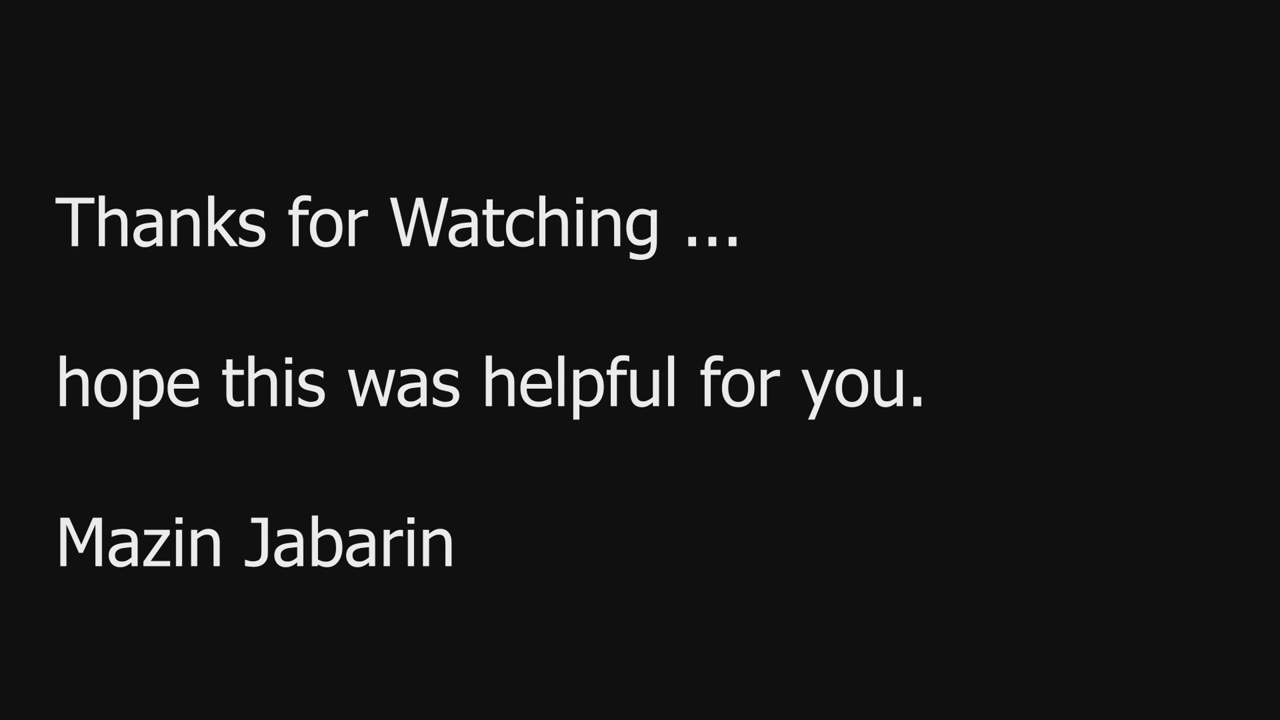 Thanks for Watching ...
hope this was helpful for you.
Mazin Jabarin